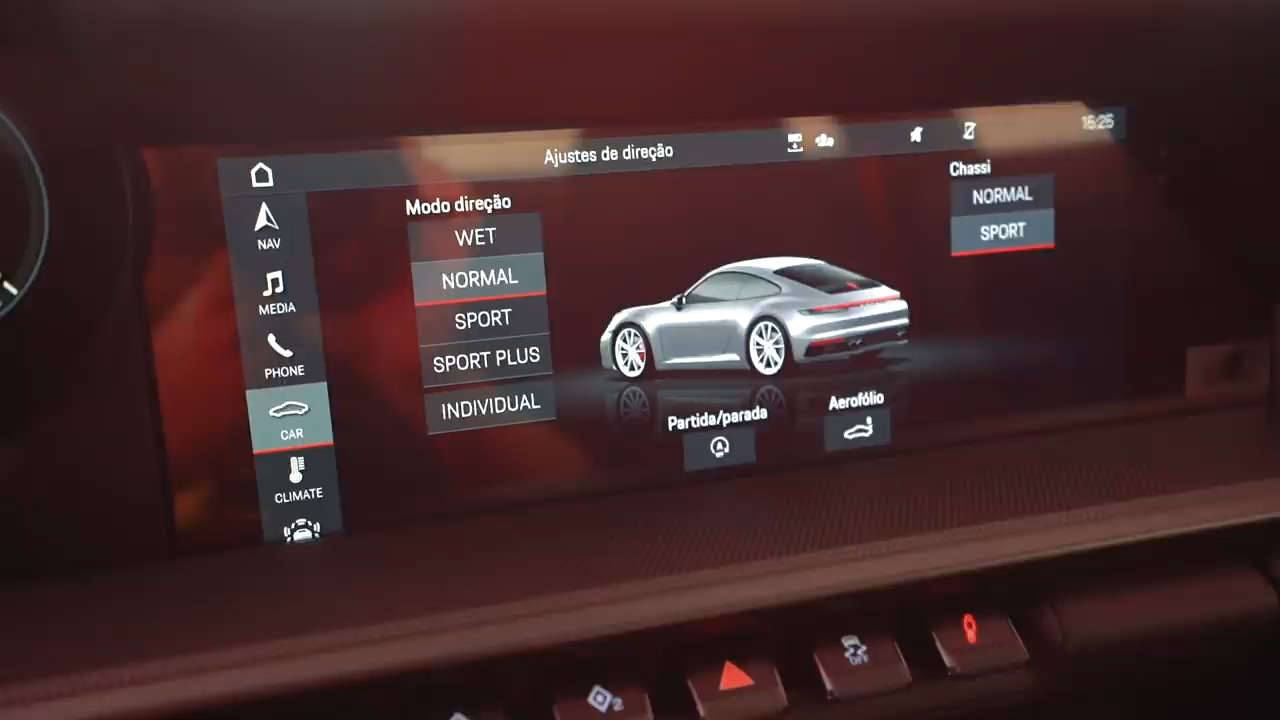 Ajustes de direção
15:25
NAV
MEDIA
PHONE
CAR
CLIMATE
Modo direção
WET
NORMAL
SPORT
SPORT PLUS
INDIVIDUAL
Partida/parada
A
Aerofólio
Chassi
NORMAL
SPORT
2
OFF